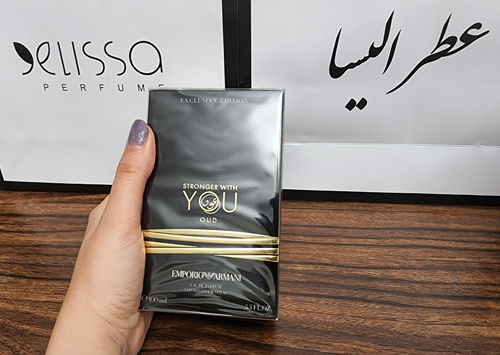 elissa
PERFUME
عطر اليسا
EXCLUSIVE EDITION
STRONGER WITH
YOU
OUD
EMPORIO ARMANI
EAU DE PARFUM
100 ml
3.4 FL.OZ